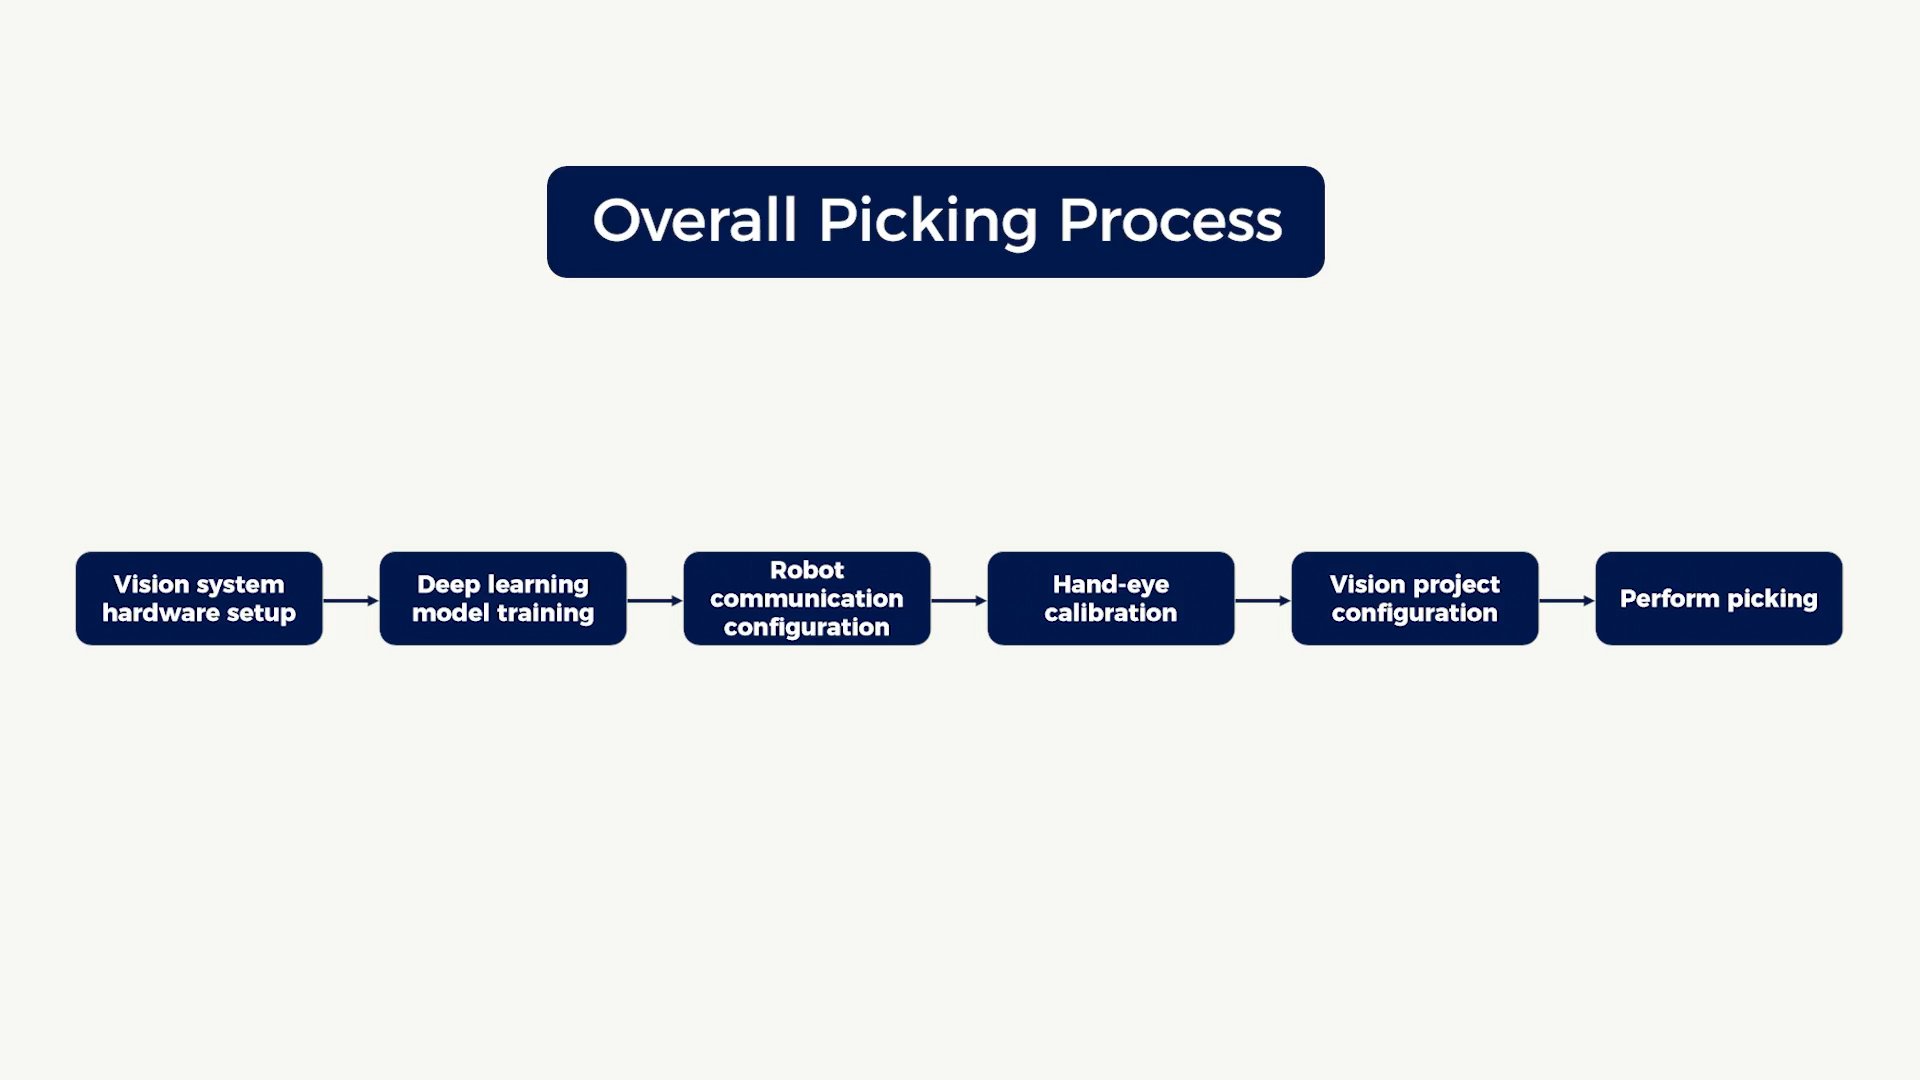 Overall Picking Process
Vision system
hardware setup
Deep learning
model training
Robot
communication
configuration
Hand-eye
calibration
Vision project
configuration
Perform picking